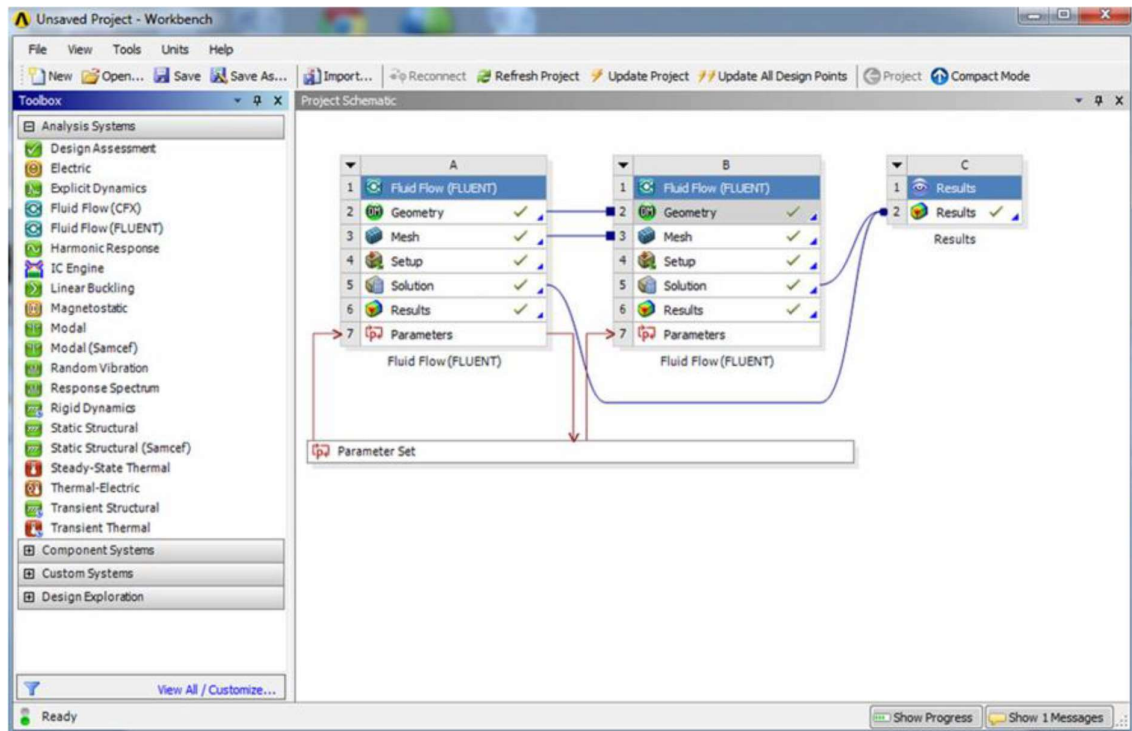 Unsaved Project - Workbench
File View Tools Units Help
New Open... Save Save As... Import... Reconnect Refresh Project Update Project Update All Design Points Project Compact Mode
Toolbox
Analysis Systems
Design Assessment
Electric
Explicit Dynamics
Fluid Flow (CFX)
Fluid Flow (FLUENT)
Harmonic Response
IC Engine
Linear Buckling
Magnetostatic
Modal
Modal (Samcef)
Random Vibration
Response Spectrum
Rigid Dynamics
Static Structural
Static Structural (Samcef)
Steady-State Thermal
Thermal-Electric
Transient Structural
Transient Thermal
Component Systems
Custom Systems
Design Exploration
View All / Customize...
Project Schematic
A
1 Fluid Flow (FLUENT)
2 Geometry
3 Mesh
4 Setup
5 Solution
6 Results
7 Parameters
Fluid Flow (FLUENT)
B
1 Fluid Flow (FLUENT)
2 Geometry
3 Mesh
4 Setup
5 Solution
6 Results
7 Parameters
Fluid Flow (FLUENT)
C
1 Results
2 Results
Results
Parameter Set
Ready
Show Progress
Show 1 Messages